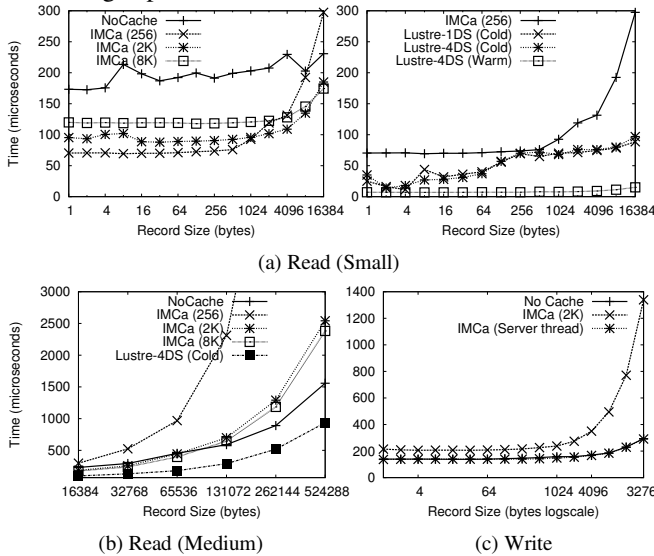 300
250
200
150
100
50
0
Time (microseconds)
NoCache
IMCa (256)
IMCa (2K)
IMCa (8K)
1 4 16 64 256 1024 4096 16384
Record Size (bytes)
300
250
200
150
100
50
0
IMCa (256)
Lustre-1DS (Cold)
Lustre-4DS (Cold)
Lustre-4DS (Warm)
1 4 16 64 256 1024 4096 16384
Record Size (bytes)
(a) Read (Small)
3000
2500
2000
1500
1000
500
Time (microseconds)
NoCache
IMCa (256)
IMCa (2K)
IMCa (8K)
Lustre-4DS (Cold)
16384 32768 65536 131072 262144 524288
Record Size (bytes)
(b) Read (Medium)
1400
1200
1000
800
600
400
200
0
No Cache
IMCa (2K)
IMCa (Server thread)
4 64 1024 4096 3276
Record Size (bytes logscale)
(c) Write